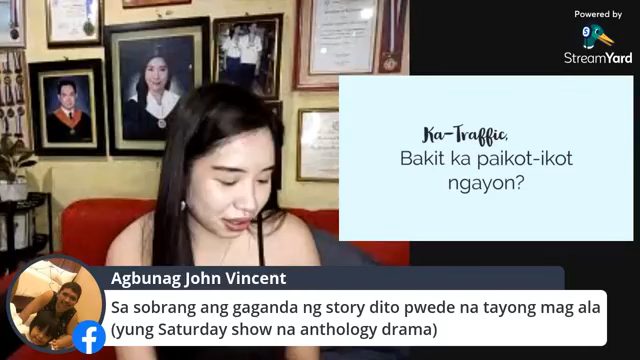 Powered by
StreamYard
Ka-Traffic,
Bakit ka paikot-ikot
ngayon?
Agbunag John Vincent
Sa sobrang ang gaganda ng story dito pwede na tayong mag ala
(yung Saturday show na anthology drama)